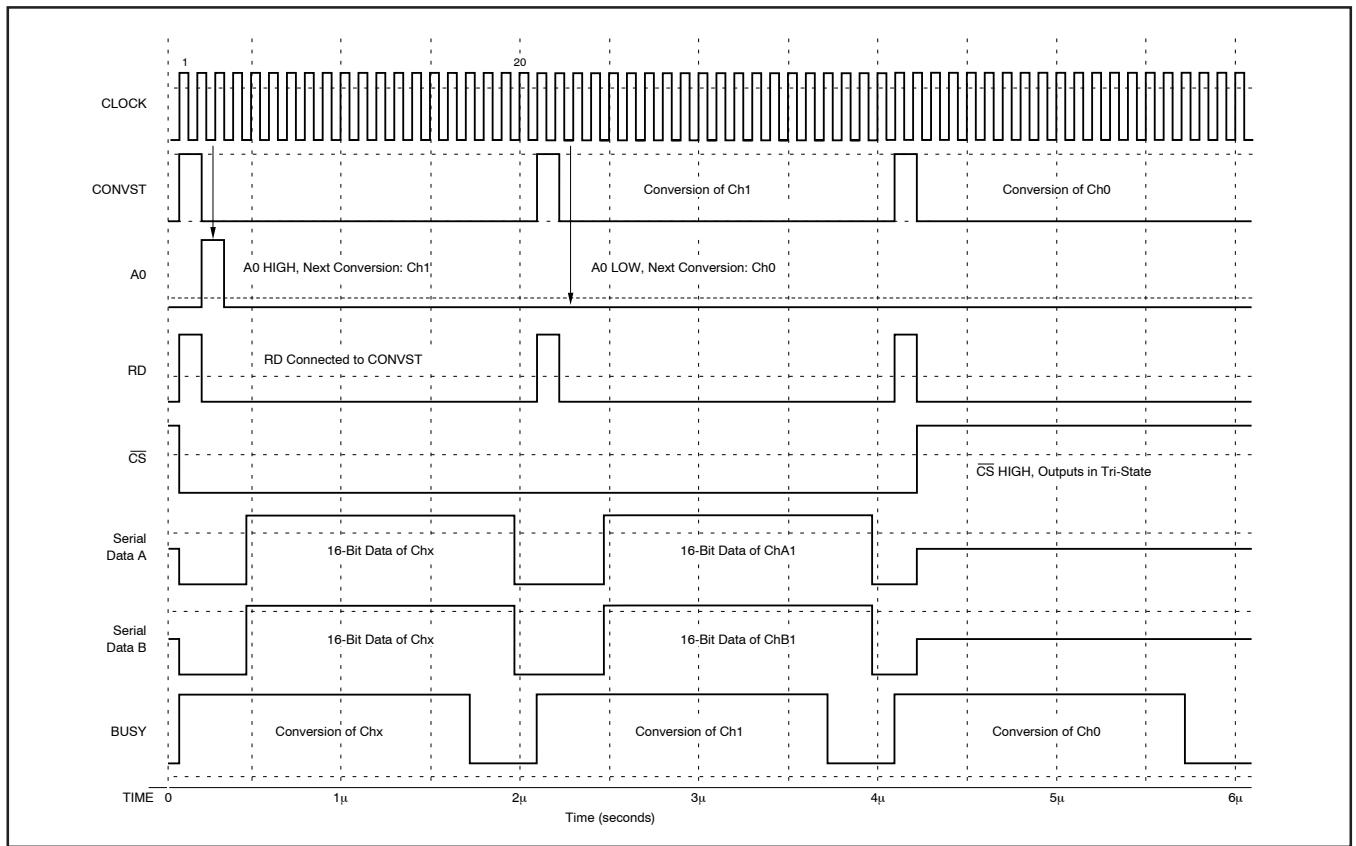 1 20
CLOCK
CONVST
Conversion of Ch1
Conversion of Ch0
A0
A0 HIGH, Next Conversion: Ch1
A0 LOW, Next Conversion: Ch0
RD
RD Connected to CONVST
CS
CS HIGH, Outputs in Tri-State
Serial
Data A
16-Bit Data of Chx
16-Bit Data of ChA1
Serial
Data B
16-Bit Data of Chx
16-Bit Data of ChB1
BUSY
Conversion of Chx
Conversion of Ch1
Conversion of Ch0
TIME 0 1μ 2μ 3μ 4μ 5μ 6μ
Time (seconds)